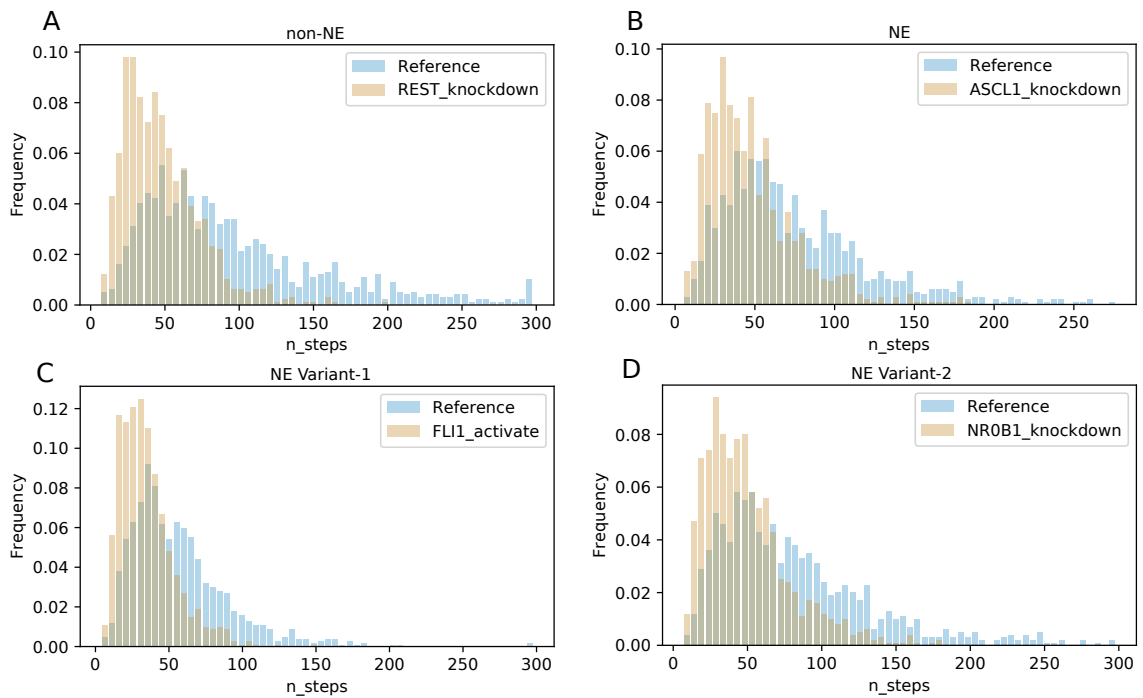 A
non-NE
0.10
0.08
0.06
0.04
0.02
0.00
Frequency
Reference
REST_knockdown
0 50 100 150 200 250 300
n_steps
B
NE
0.10
0.08
0.06
0.04
0.02
0.00
Frequency
Reference
ASCL1_knockdown
0 50 100 150 200 250
n_steps
C
NE Variant-1
0.12
0.10
0.08
0.06
0.04
0.02
0.00
Frequency
Reference
FLI1_activate
0 50 100 150 200 250 300
n_steps
D
NE Variant-2
0.08
0.06
0.04
0.02
0.00
Frequency
Reference
NR0B1_knockdown
0 50 100 150 200 250 300
n_steps